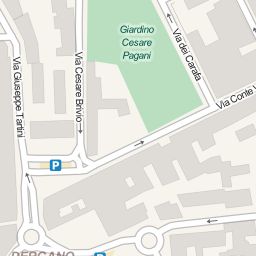 Giardino
Cesare
Pagani
Via dei Carafa
Via Cesare Brivio
Via Giuseppe Tartini
Via Conte
P
P